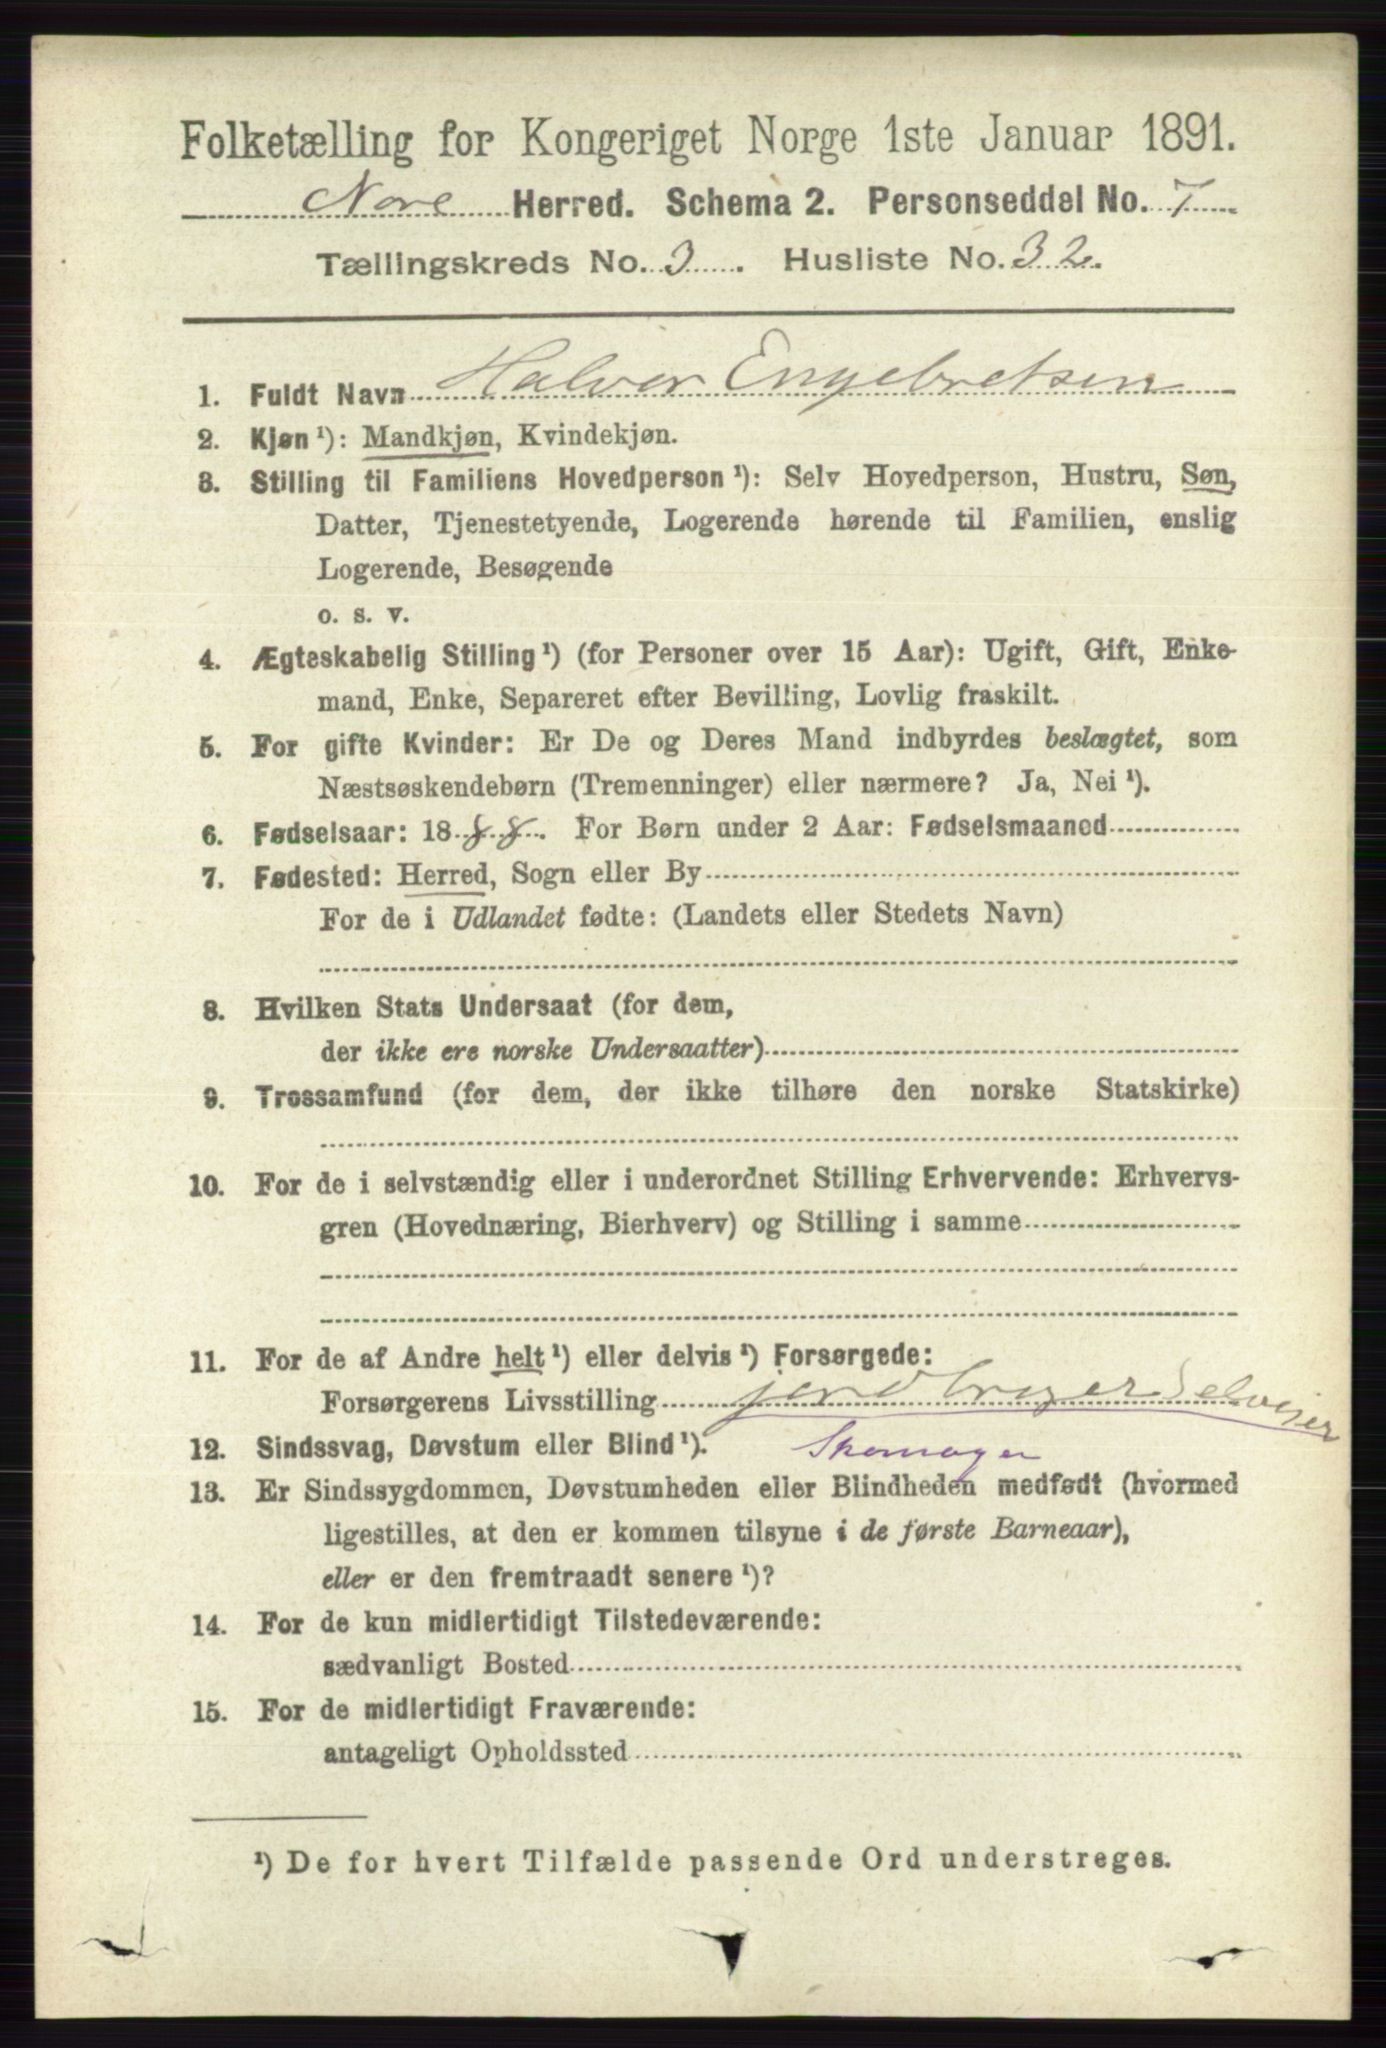 Folketælling for Kongeriget Norge 1ste Januar 1891.
Nore Herred. Schema 2. Personseddel No. 7
Tællingskreds No. 3. Husliste No. 32.
1. Fuldt Navn Halvor Engebretsen
2. Kjøn ¹): Mandkjøn, Kvindekjøn.
3. Stilling til Familiens Hovedperson ¹): Selv Hovedperson, Hustru, Søn,
Datter, Tjenestetyende, Logerende hørende til Familien, enslig
Logerende, Besøgende
o. s. v.
4. Ægteskabelig Stilling ¹) (for Personer over 15 Aar): Ugift, Gift, Enke-
mand, Enke, Separeret efter Bevilling, Lovlig fraskilt.
5. For gifte Kvinder: Er De og Deres Mand indbyrdes beslægtet, som
Næstsøskendebørn (Tremenninger) eller nærmere? Ja, Nei ¹).
6. Fødselsaar: 1888. For Børn under 2 Aar: Fødselsmaaned
7. Fødested: Herred, Sogn eller By
For de i Udlandet fødte: (Landets eller Stedets Navn)
8. Hvilken Stats Undersaat (for dem,
der ikke ere norske Undersaatter)
9. Trossamfund (for dem, der ikke tilhøre den norske Statskirke)
10. For de i selvstændig eller i underordnet Stilling Erhvervende: Erhvervs-
gren (Hovednæring, Bierhverv) og Stilling i samme
11. For de af Andre helt ¹) eller delvis ¹) Forsørgede:
Forsørgerens Livsstilling jordbruger Selveier
12. Sindssvag, Døvstum eller Blind ¹). Skomager
13. Er Sindssygdommen, Døvstumheden eller Blindheden medfødt (hvormed
ligestilles, at den er kommen tilsyne i de første Barneaar),
eller er den fremtraadt senere ¹)?
14. For de kun midlertidigt Tilstedeværende:
sædvanligt Bosted
15. For de midlertidigt Fraværende:
antageligt Opholdssted
¹) De for hvert Tilfælde passende Ord understreges.